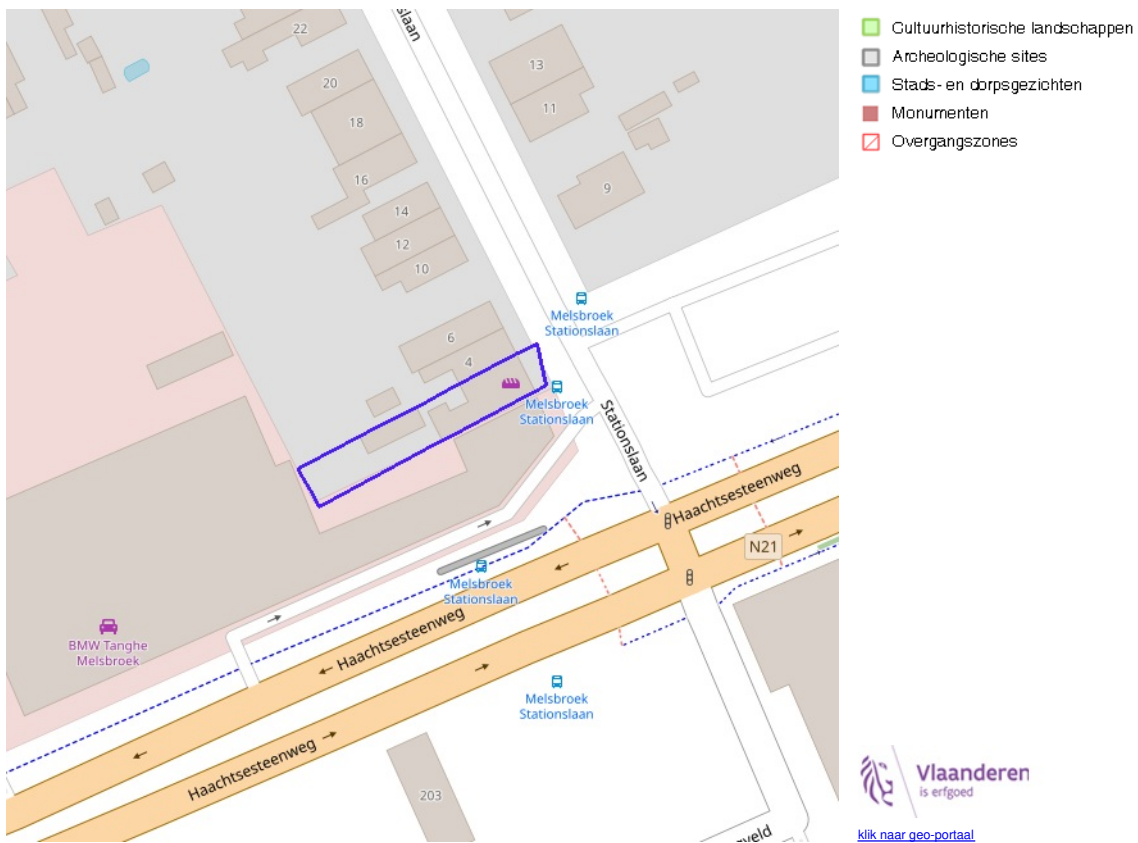 Stationslaan
22
20
18
16
14
12
10
6
4
13
11
9
Melsbroek
Stationslaan
Melsbroek
Stationslaan
Stationslaan
Haachtsesteenweg
N21
Melsbroek
Stationslaan
Haachtsesteenweg
BMW Tanghe
Melsbroek
Melsbroek
Stationslaan
Haachtsesteenweg
203
gveld
Cultuurhistorische landschappen
Archeologische sites
Stads- en dorpsgezichten
Monumenten
Overgangszones
Vlaanderen
is erfgoed
klik naar geo-portaal